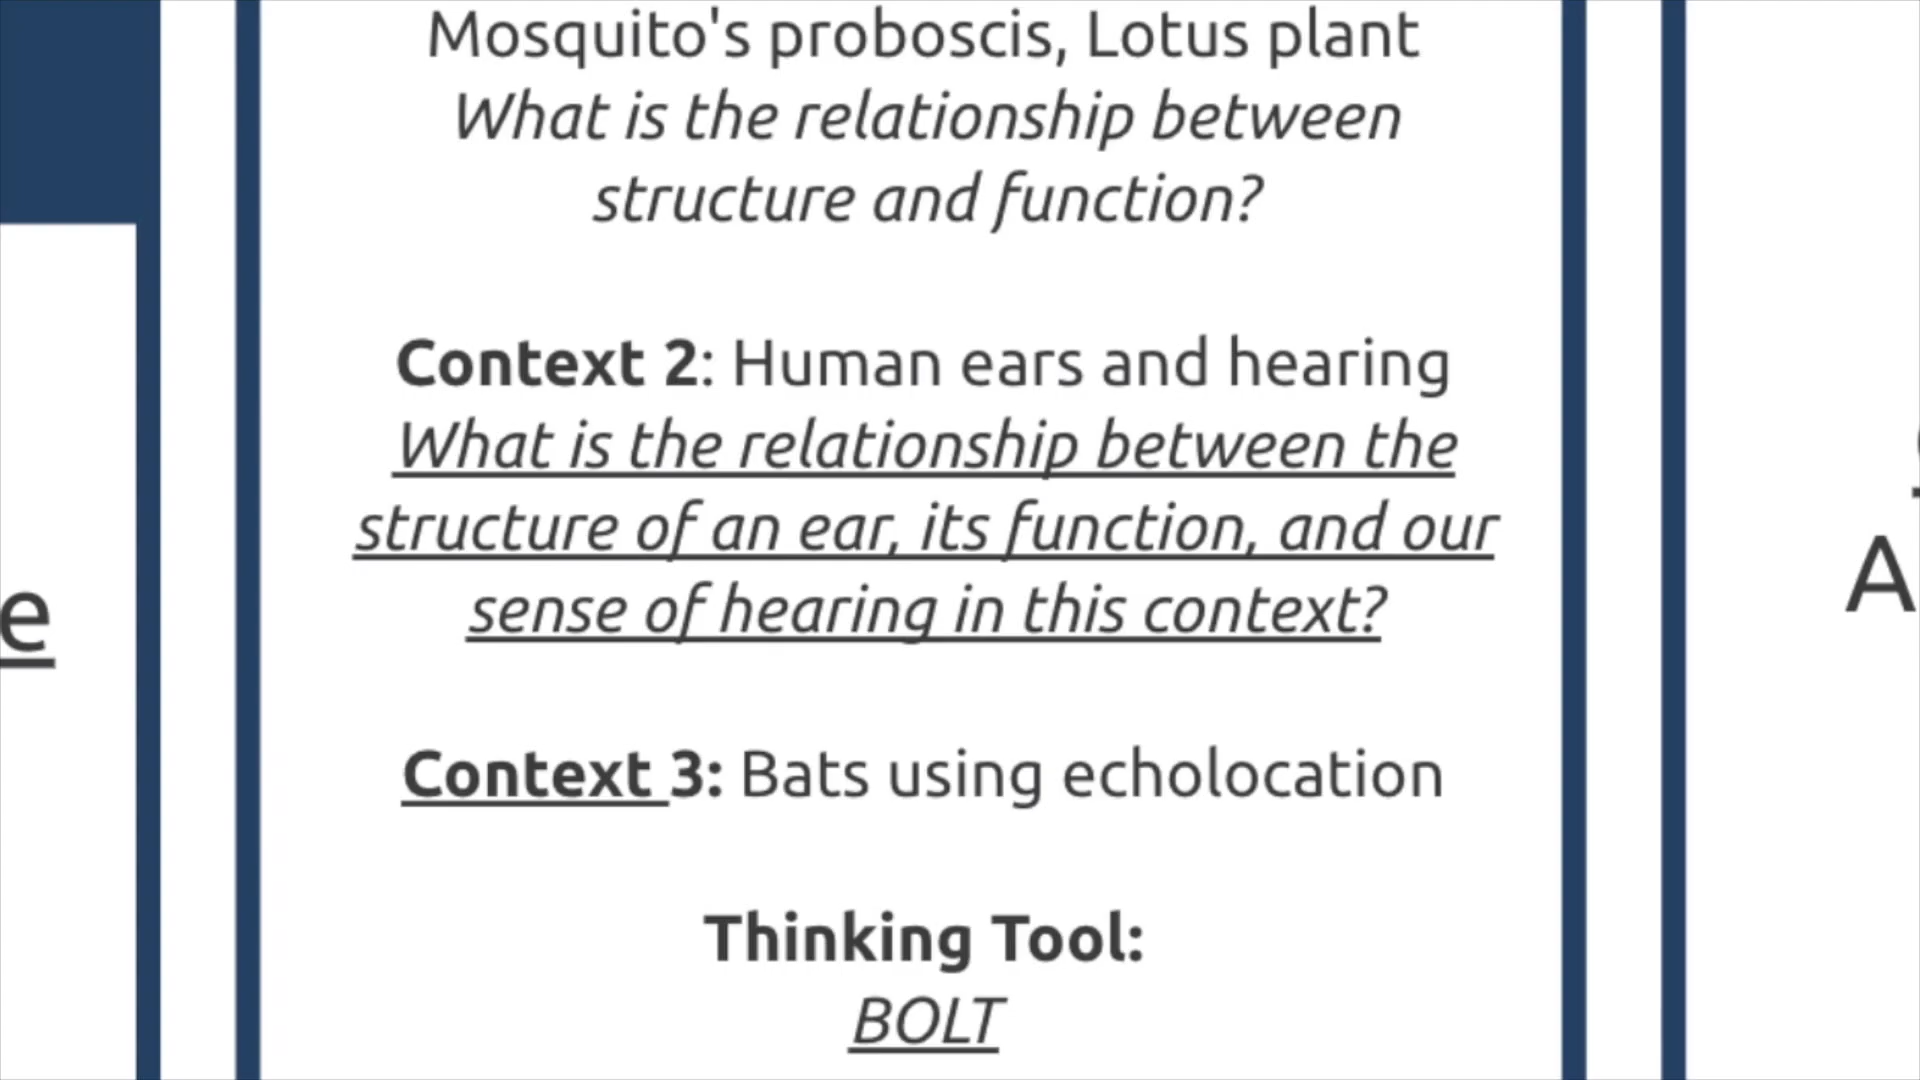 Mosquito's proboscis, Lotus plant
What is the relationship between
structure and function?
Context 2: Human ears and hearing
What is the relationship between the
structure of an ear, its function, and our
sense of hearing in this context?
Context 3: Bats using echolocation
Thinking Tool:
BOLT
e
A